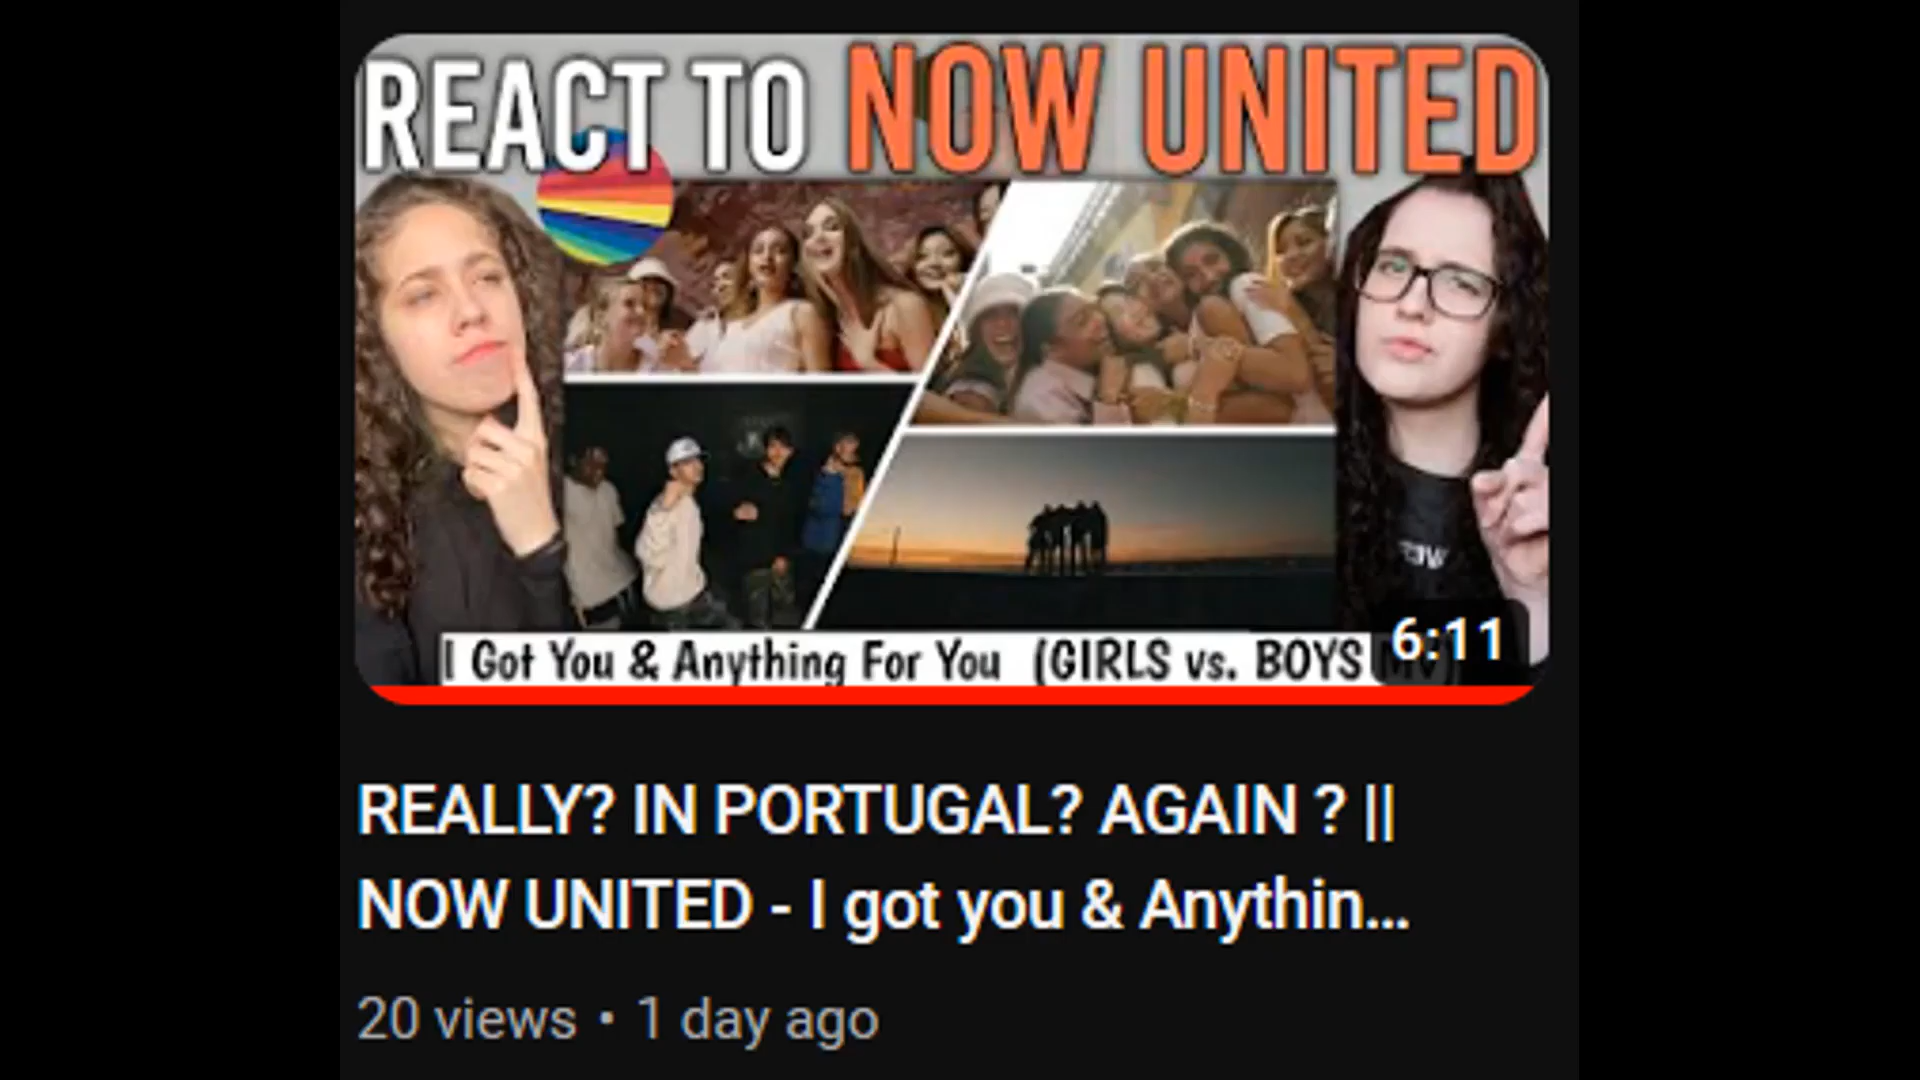 REACT TO NOW UNITED
I Got You & Anything For You (GIRLS vs. BOYS
6:11
REALLY? IN PORTUGAL? AGAIN ? ||
NOW UNITED - I got you & Anythin...
20 views • 1 day ago